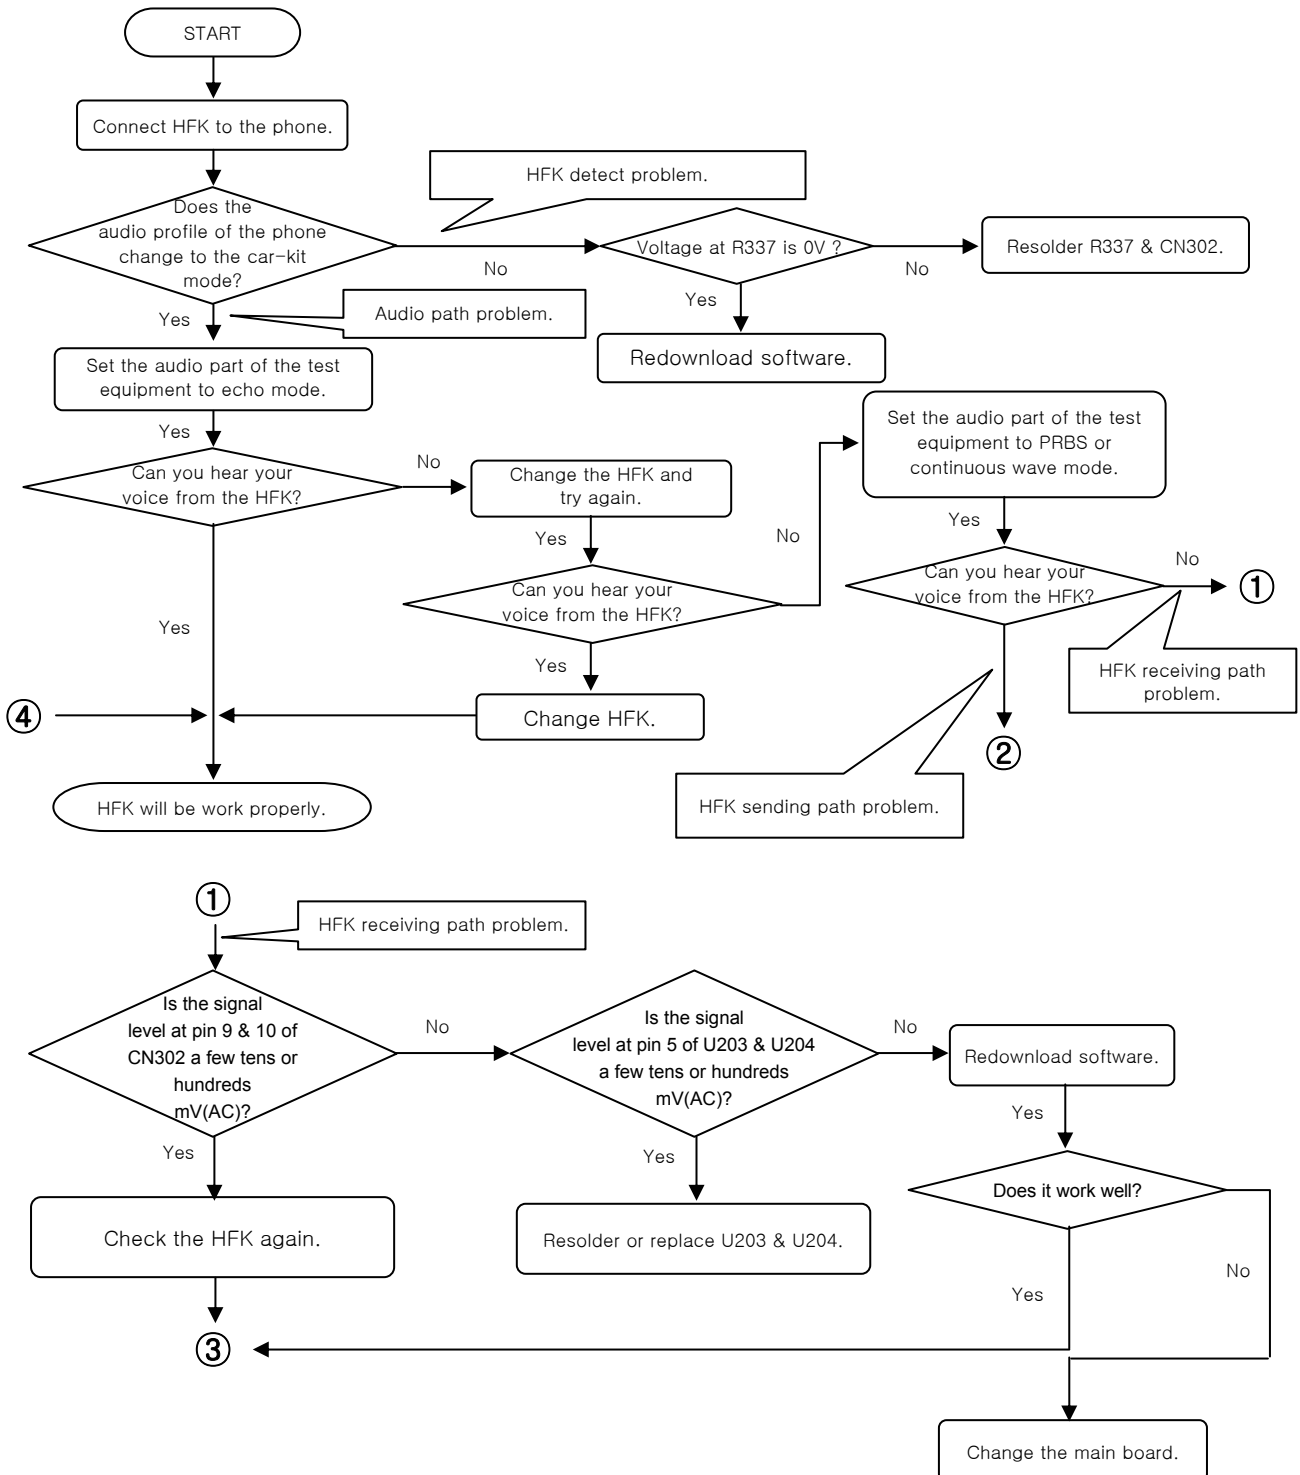 START
Connect HFK to the phone.
HFK detect problem.
Does the
audio profile of the phone
change to the car-kit
mode?
No
Voltage at R337 is 0V ?
No
Resolder R337 & CN302.
Yes
Audio path problem.
Yes
Redownload software.
Set the audio part of the test
equipment to echo mode.
Yes
Can you hear your
voice from the HFK?
No
Change the HFK and
try again.
Yes
No
Set the audio part of the test
equipment to PRBS or
continuous wave mode.
Yes
Can you hear your
voice from the HFK?
No
①
Can you hear your
voice from the HFK?
Yes
Yes
HFK receiving path
problem.
④
Change HFK.
②
HFK sending path problem.
HFK will be work properly.
①
HFK receiving path problem.
Is the signal
level at pin 9 & 10 of
CN302 a few tens or
hundreds
mV(AC)?
No
Is the signal
level at pin 5 of U203 & U204
a few tens or hundreds
mV(AC)?
No
Redownload software.
Yes
Yes
Yes
Does it work well?
Check the HFK again.
Resolder or replace U203 & U204.
No
Yes
③
Change the main board.